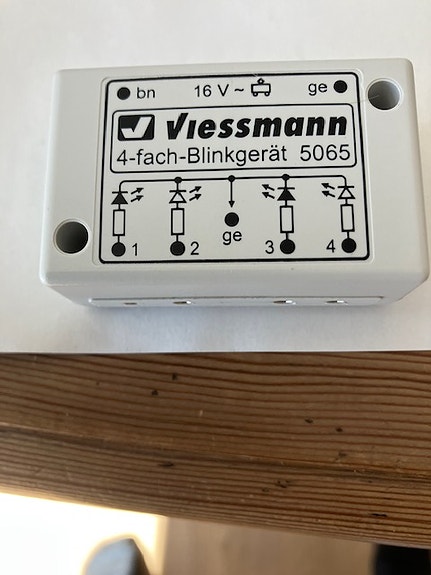 bn 16 V ~ ge
Viessmann
4-fach-Blinkgerät 5065
1 2 ge 3 4